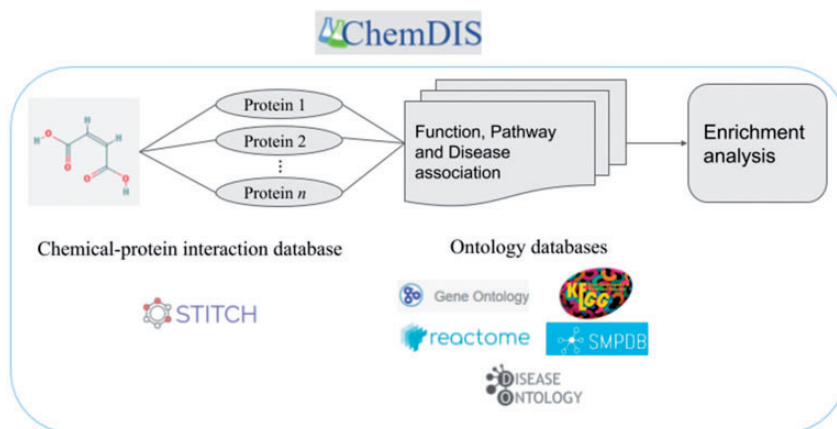 ChemDIS
Protein 1
Protein 2
⋮
Protein n
Function, Pathway
and Disease
association
Enrichment
analysis
H
H
H
O
O
O
O
H
Chemical-protein interaction database
Ontology databases
STITCH
Gene Ontology
KEGG
reactome
SMPDB
DISEASE
ONTOLOGY